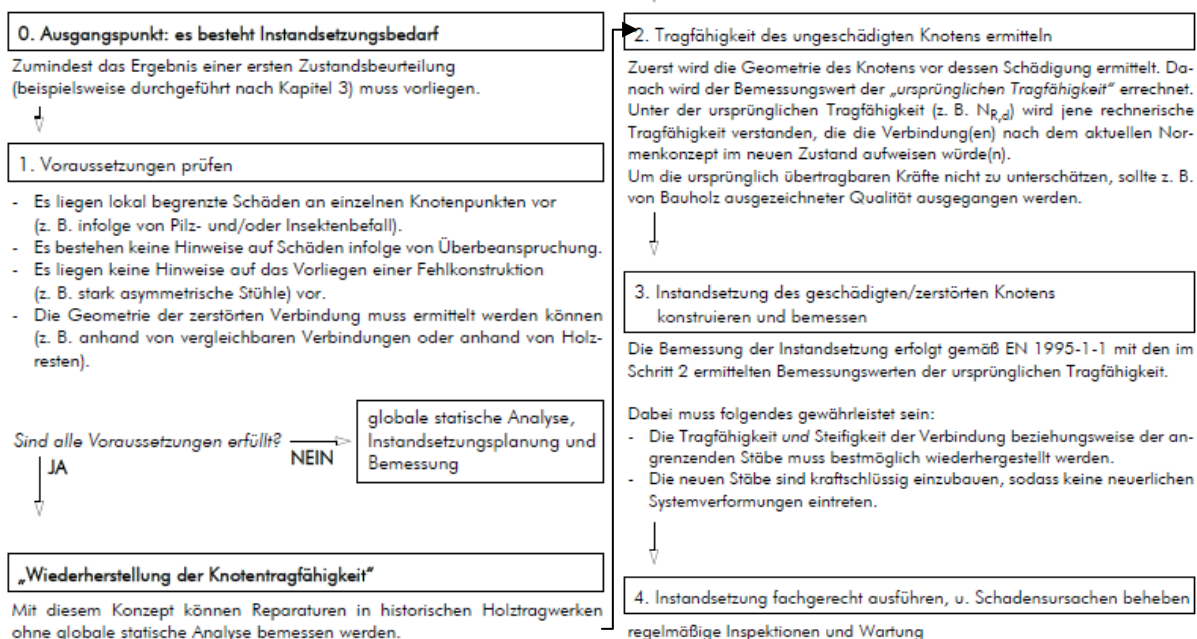 0. Ausgangspunkt: es besteht Instandsetzungsbedarf
Zumindest das Ergebnis einer ersten Zustandsbeurteilung
(beispielsweise durchgeführt nach Kapitel 3) muss vorliegen.
1. Voraussetzungen prüfen
- Es liegen lokal begrenzte Schäden an einzelnen Knotenpunkten vor
(z. B. infolge von Pilz- und/oder Insektenbefall).
- Es bestehen keine Hinweise auf Schäden infolge von Überbeanspruchung.
- Es liegen keine Hinweise auf das Vorliegen einer Fehlkonstruktion
(z. B. stark asymmetrische Stühle) vor.
- Die Geometrie der zerstörten Verbindung muss ermittelt werden können
(z. B. anhand von vergleichbaren Verbindungen oder anhand von Holz-
resten).
Sind alle Voraussetzungen erfüllt?
NEIN
JA
globale statische Analyse,
Instandsetzungsplanung und
Bemessung
„Wiederherstellung der Knotentragfähigkeit"
Mit diesem Konzept können Reparaturen in historischen Holztragwerken
ohne globale statische Analyse bemessen werden.
2. Tragfähigkeit des ungeschädigten Knotens ermitteln
Zuerst wird die Geometrie des Knotens vor dessen Schädigung ermittelt. Da-
nach wird der Bemessungswert der „ursprünglichen Tragfähigkeit" errechnet.
Unter der ursprünglichen Tragfähigkeit (z. B. NR,d) wird jene rechnerische
Tragfähigkeit verstanden, die die Verbindung(en) nach dem aktuellen Nor-
menkonzept im neuen Zustand aufweisen würde(n).
Um die ursprünglich übertragbaren Kräfte nicht zu unterschätzen, sollte z. B.
von Bauholz ausgezeichneter Qualität ausgegangen werden.
3. Instandsetzung des geschädigten/zerstörten Knotens
konstruieren und bemessen
Die Bemessung der Instandsetzung erfolgt gemäß EN 1995-1-1 mit den im
Schritt 2 ermittelten Bemessungswerten der ursprünglichen Tragfähigkeit.
Dabei muss folgendes gewährleistet sein:
- Die Tragfähigkeit und Steifigkeit der Verbindung beziehungsweise der an-
grenzenden Stäbe muss bestmöglich wiederhergestellt werden.
- Die neuen Stäbe sind kraftschlüssig einzubauen, sodass keine neuerlichen
Systemverformungen eintreten.
4. Instandsetzung fachgerecht ausführen, u. Schadensursachen beheben
regelmäßige Inspektionen und Wartung